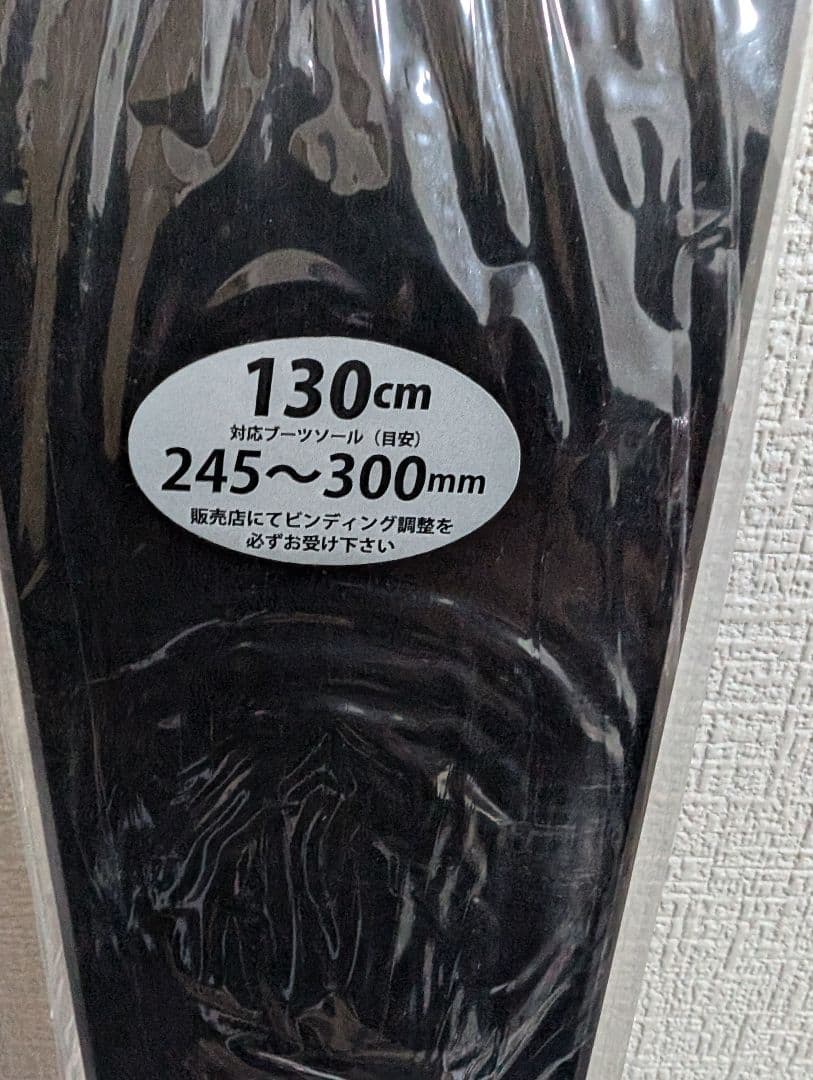 130cm
対応ブーツソール（目安）
245〜300mm
販売店にてビンディング調整を
必ずお受け下さい